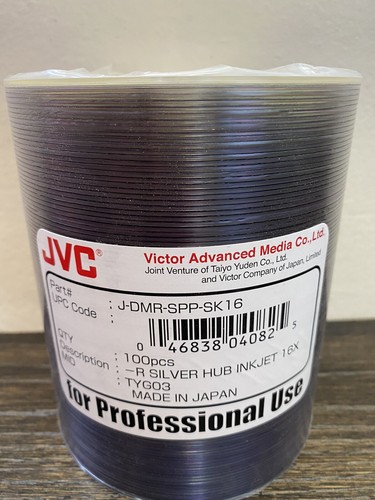 JVC®
Victor Advanced Media Co.,Ltd.
Joint Venture of Taiyo Yuden Co., Ltd.
and Victor Company of Japan, Limited
Part# : J-DMR-SPP-SK16
UPC Code :
0 46838 04082 5
QTY : 100pcs
Description : -R SILVER HUB INKJET 16X
MID : TYG03
MADE IN JAPAN
for Professional Use